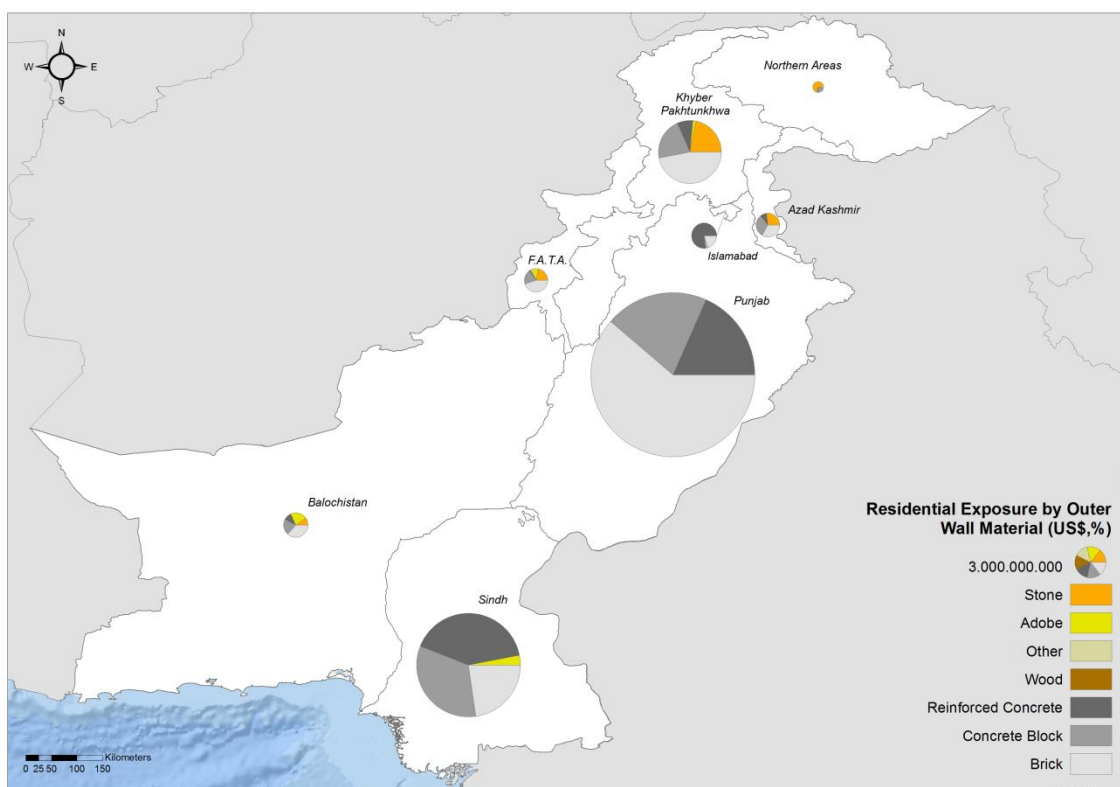 N
W E
S
Northern Areas
Khyber
Pakhtunkhwa
Azad Kashmir
Islamabad
F.A.T.A.
Punjab
Balochistan
Sindh
Residential Exposure by Outer
Wall Material (US$,%)
3.000.000.000
Stone
Adobe
Other
Wood
Reinforced Concrete
Concrete Block
Brick
Kilometers
0 25 50 100 150